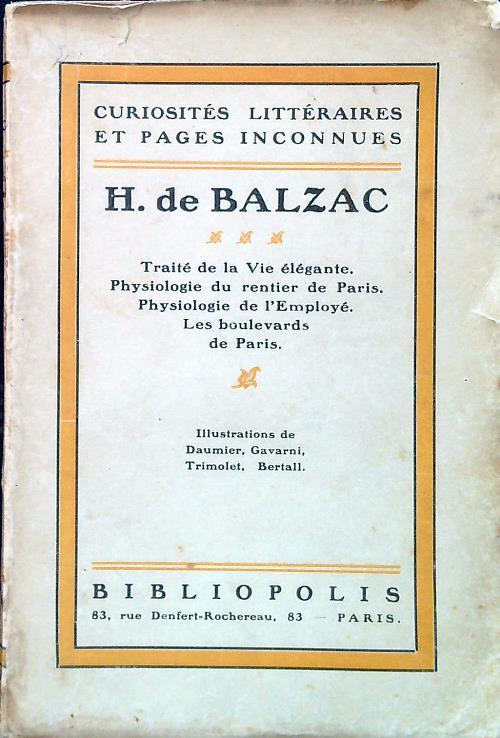 CURIOSITÉS LITTÉRAIRES
ET PAGES INCONNUES
H. de BALZAC
Traité de la Vie élégante.
Physiologie du rentier de Paris.
Physiologie de l'Employé.
Les boulevards
de Paris.
Illustrations de
Daumier, Gavarni,
Trimolet, Bertall.
BIBLIOPOLIS
83, rue Denfert-Rochereau, 83 — PARIS.